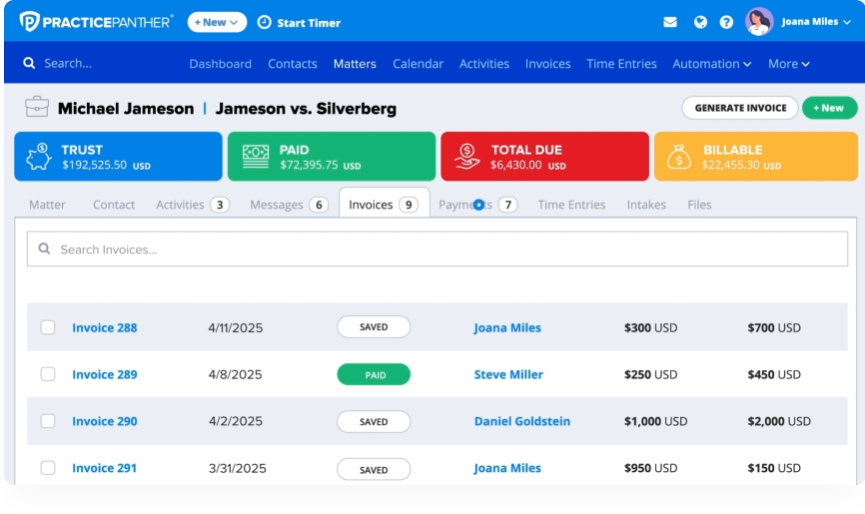 PRACTICEPANTHER + New Start Timer Joana Miles
Search... Dashboard Contacts Matters Calendar Activities Invoices Time Entries Automation More
Michael Jameson | Jameson vs. Silverberg GENERATE INVOICE + New
TRUST PAID TOTAL DUE BILLABLE
$192,525.50 USD $72,395.75 USD $6,430.00 USD $22,455.30 USD
Matter Contact Activities 3 Messages 6 Invoices 9 Payments 7 Time Entries Intakes Files
Search Invoices...
Invoice 288 4/11/2025 SAVED Joana Miles $300 USD $700 USD
Invoice 289 4/8/2025 PAID Steve Miller $250 USD $450 USD
Invoice 290 4/2/2025 SAVED Daniel Goldstein $1,000 USD $2,000 USD
Invoice 291 3/31/2025 SAVED Joana Miles $950 USD $150 USD